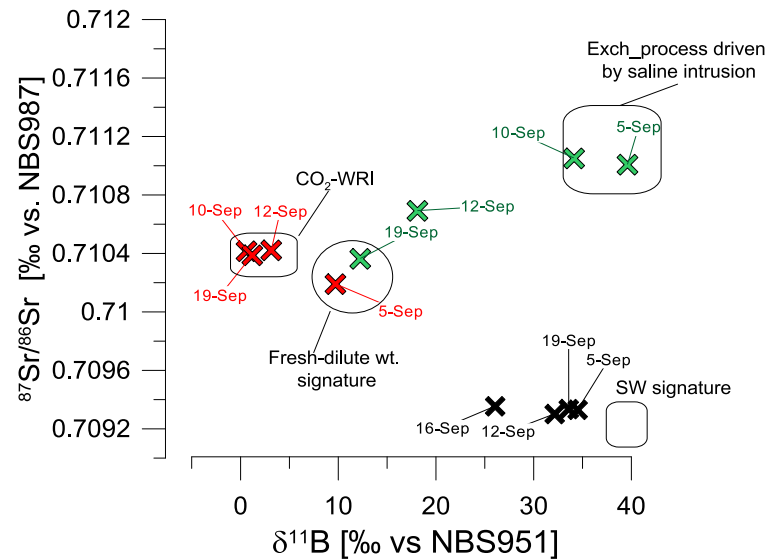 0.712
0.7116
0.7112
0.7108
0.7104
0.71
0.7096
0.7092
⁸⁷Sr/⁸⁶Sr [‰ vs. NBS987]
Exch_process driven
by saline intrusion
10-Sep
5-Sep
CO₂-WRI
10-Sep
12-Sep
12-Sep
19-Sep
19-Sep
5-Sep
Fresh-dilute wt.
signature
19-Sep
5-Sep
SW signature
16-Sep
12-Sep
0
10
20
30
40
δ¹¹B [‰ vs NBS951]